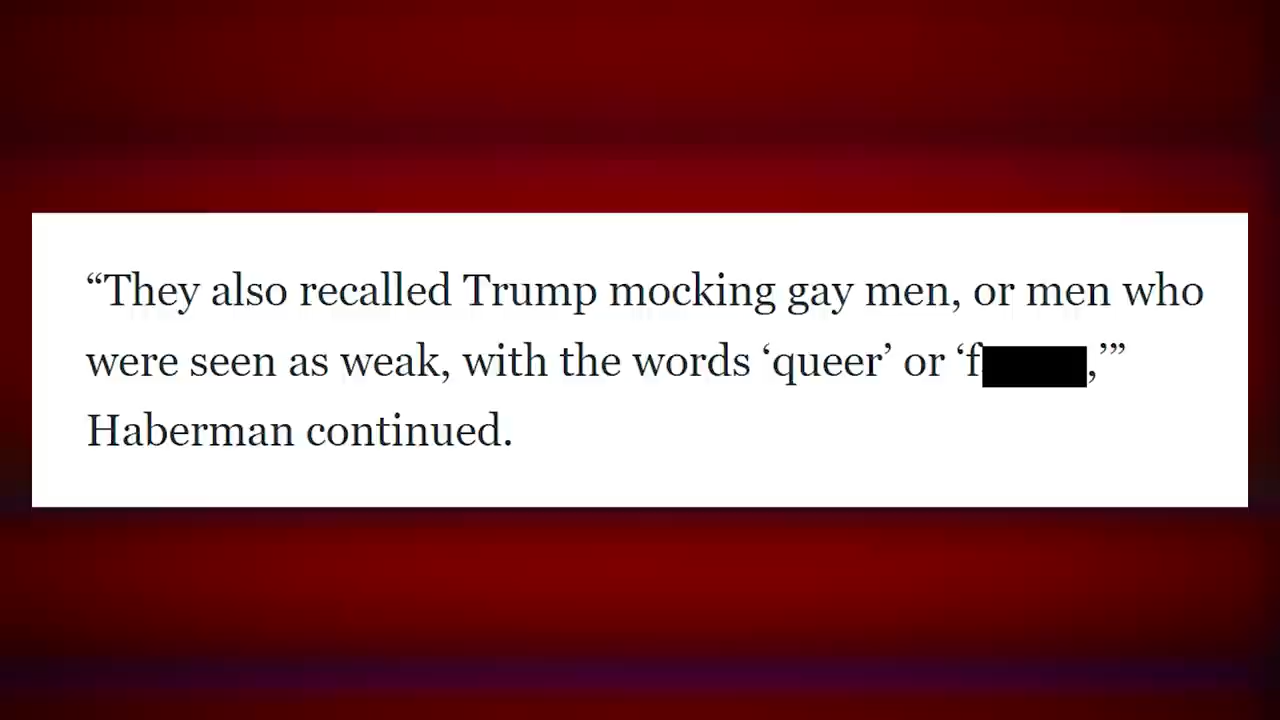 “They also recalled Trump mocking gay men, or men who
were seen as weak, with the words ‘queer’ or ‘f,’”
Haberman continued.